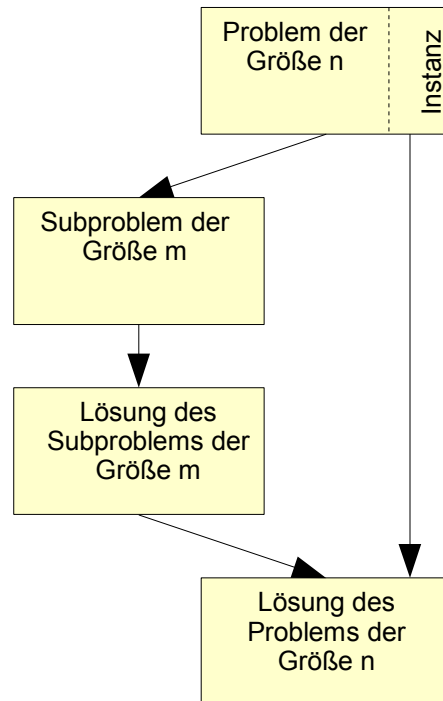 Problem der
Größe n
Instanz
Subproblem der
Größe m
Lösung des
Subproblems der
Größe m
Lösung des
Problems der
Größe n